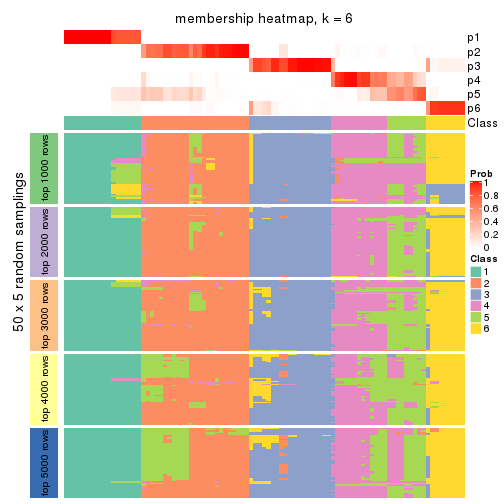 membership heatmap, k = 6
p1
p2
p3
p4
p5
p6
Class
50 x 5 random samplings
top 1000 rows
top 2000 rows
top 3000 rows
top 4000 rows
top 5000 rows
Prob
1
0.8
0.6
0.4
0.2
0
Class
1
2
3
4
5
6